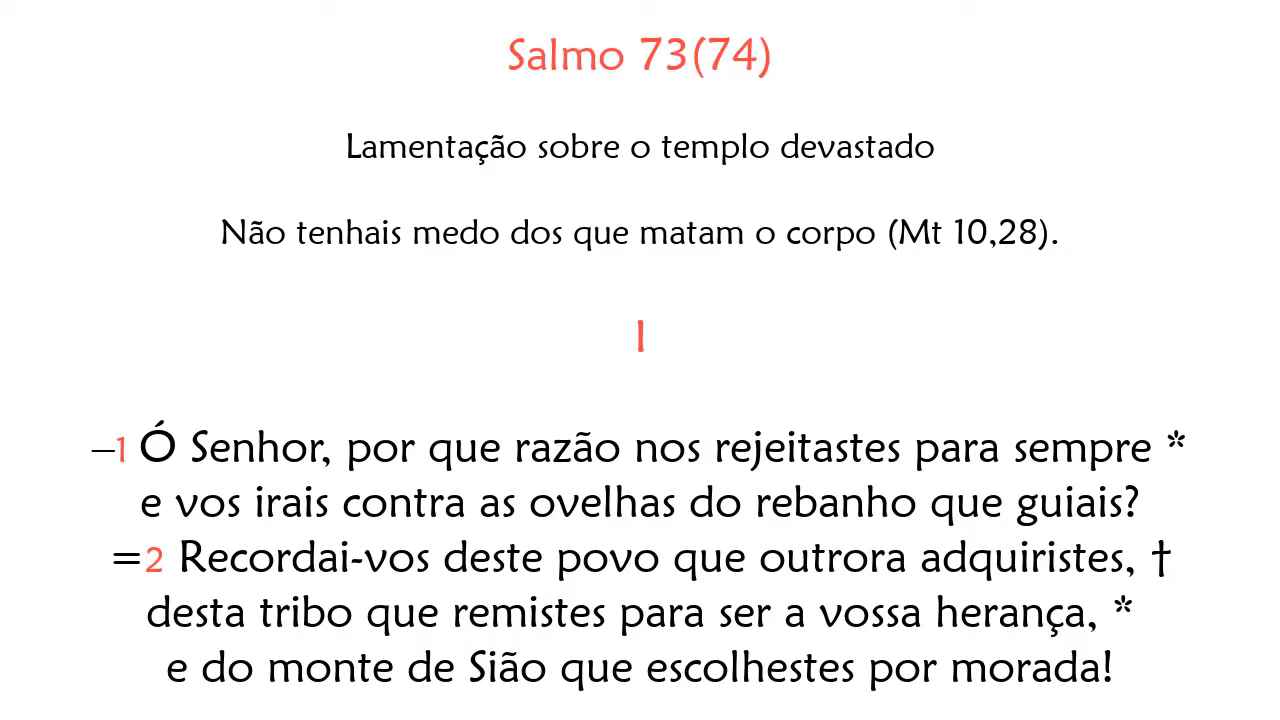 Salmo 73(74)
Lamentação sobre o templo devastado
Não tenhais medo dos que matam o corpo (Mt 10,28).
I
–1 Ó Senhor, por que razão nos rejeitastes para sempre *
e vos irais contra as ovelhas do rebanho que guiais?
=2 Recordai-vos deste povo que outrora adquiristes, †
desta tribo que remistes para ser a vossa herança, *
e do monte de Sião que escolhestes por morada!